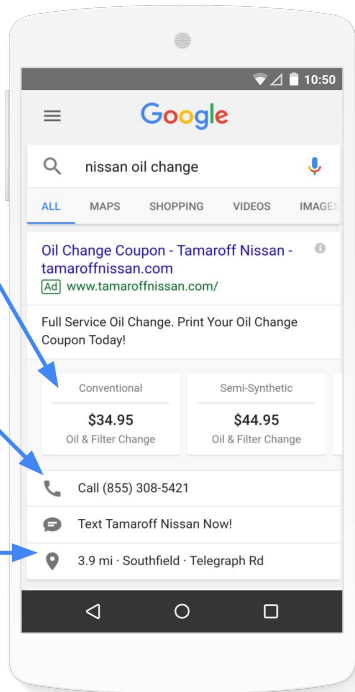 10:50
Google
nissan oil change
ALL MAPS SHOPPING VIDEOS IMAGES
Oil Change Coupon - Tamaroff Nissan -
tamaroffnissan.com
Ad www.tamaroffnissan.com/
Full Service Oil Change. Print Your Oil Change
Coupon Today!
Conventional Semi-Synthetic
$34.95 $44.95
Oil & Filter Change Oil & Filter Change
Call (855) 308-5421
Text Tamaroff Nissan Now!
3.9 mi · Southfield · Telegraph Rd